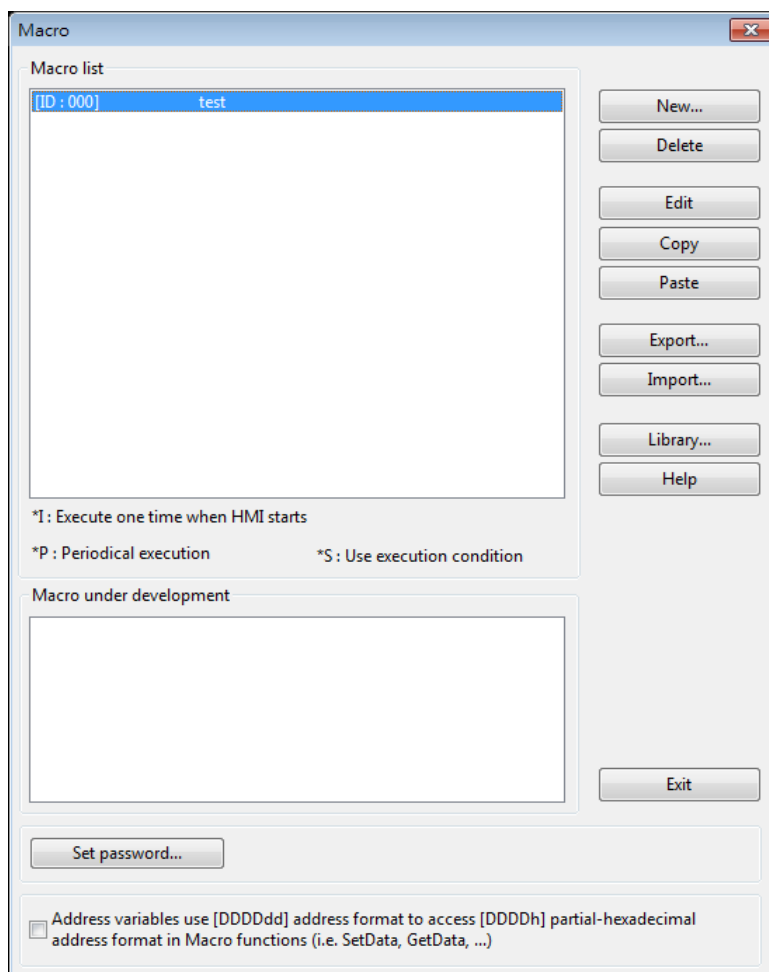 Macro
Macro list
[ID : 000] test
New...
Delete
Edit
Copy
Paste
Export...
Import...
Library...
Help
*I : Execute one time when HMI starts
*P : Periodical execution *S : Use execution condition
Macro under development
Exit
Set password...
Address variables use [DDDDdd] address format to access [DDDDh] partial-hexadecimal
address format in Macro functions (i.e. SetData, GetData, ...)